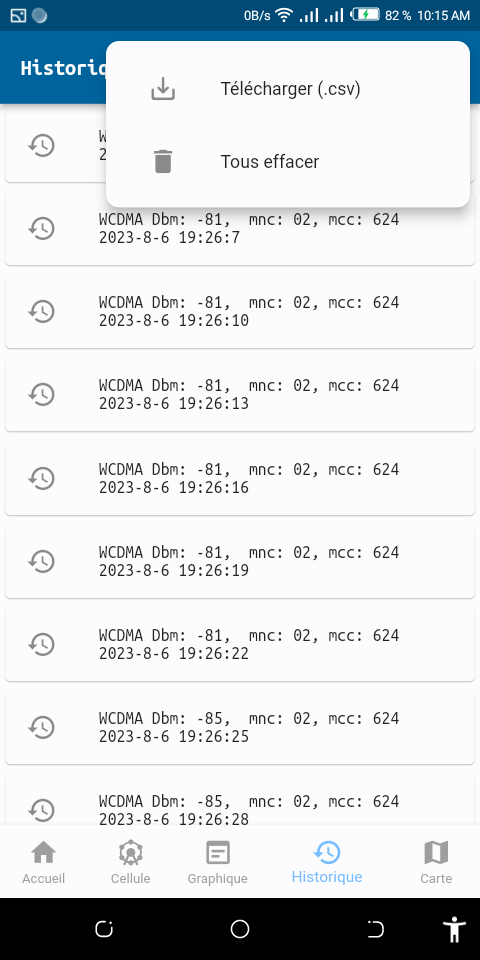 0B/s 82 % 10:15 AM
Historiq
Télécharger (.csv)
Tous effacer
WCDMA Dbm: -81, mnc: 02, mcc: 624
2023-8-6 19:26:7
WCDMA Dbm: -81, mnc: 02, mcc: 624
2023-8-6 19:26:10
WCDMA Dbm: -81, mnc: 02, mcc: 624
2023-8-6 19:26:13
WCDMA Dbm: -81, mnc: 02, mcc: 624
2023-8-6 19:26:16
WCDMA Dbm: -81, mnc: 02, mcc: 624
2023-8-6 19:26:19
WCDMA Dbm: -81, mnc: 02, mcc: 624
2023-8-6 19:26:22
WCDMA Dbm: -85, mnc: 02, mcc: 624
2023-8-6 19:26:25
WCDMA Dbm: -85, mnc: 02, mcc: 624
2023-8-6 19:26:28
Accueil Cellule Graphique Historique Carte